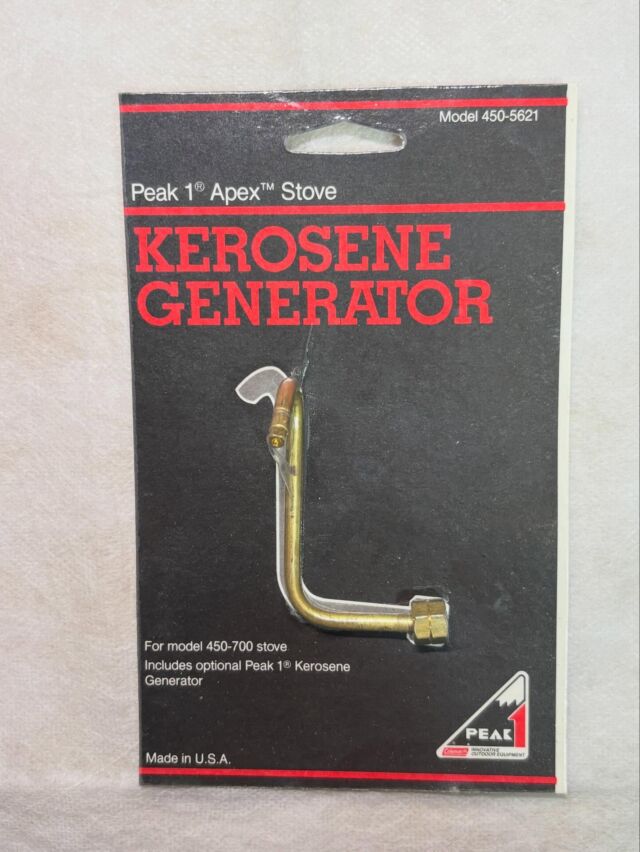 Model 450-5621
Peak 1® Apex™ Stove
KEROSENE
GENERATOR
For model 450-700 stove
Includes optional Peak 1® Kerosene
Generator
Made in U.S.A.
PEAK 1
Coleman
INNOVATIVE
OUTDOOR EQUIPMENT